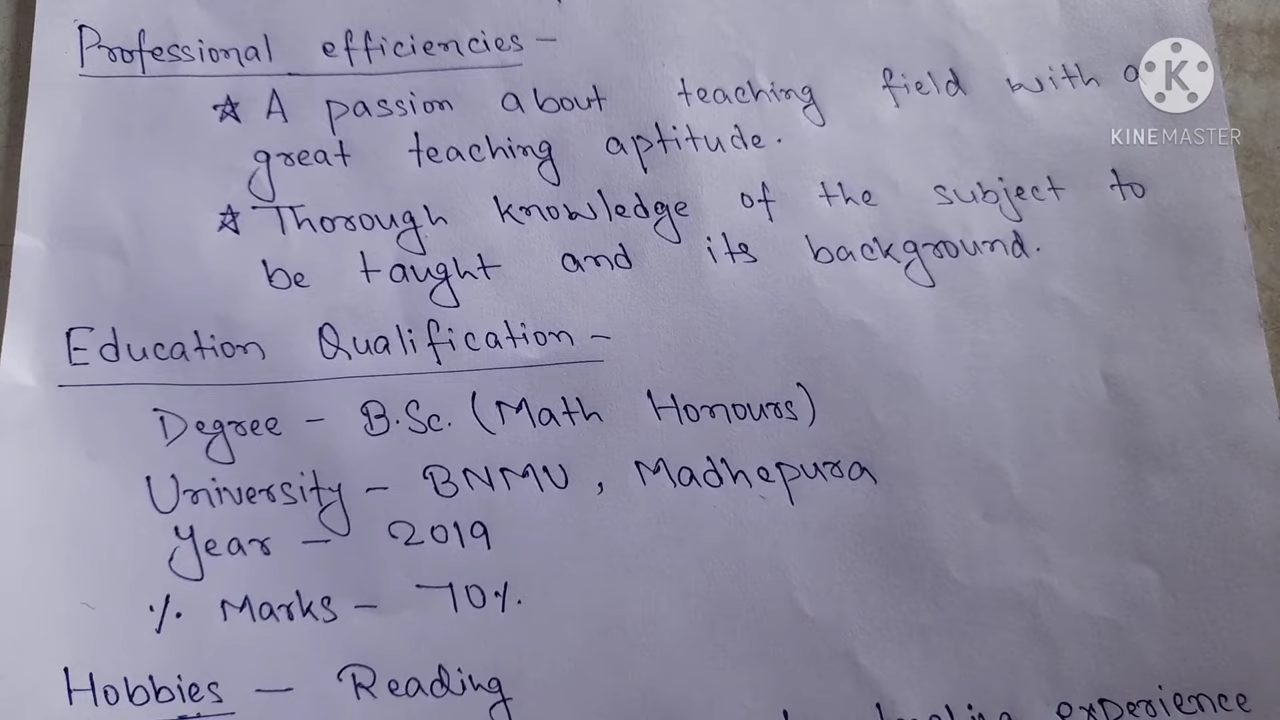 Professional efficiencies -
☆ A passion about teaching field with a
great teaching aptitude.
☆ Thorough knowledge of the subject to
be taught and its background.
Education Qualification -
Degree - B.Sc. (Math Honours)
University - BNMU, Madhepura
Year - 2019
% Marks - 70%.
Hobbies - Reading
experience
K
KINEMASTER